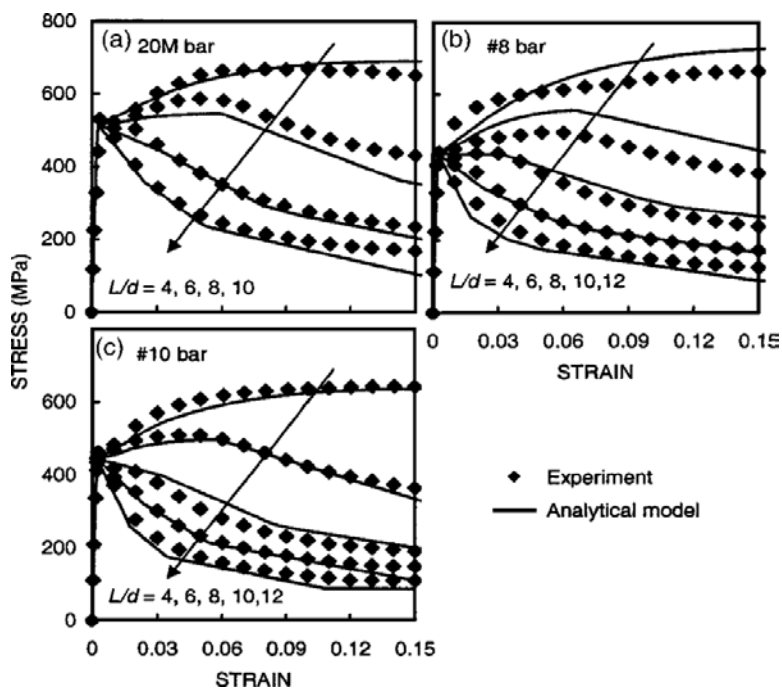 800
(a)
20M bar
(b)
#8 bar
600
400
200
L/d = 4, 6, 8, 10
L/d = 4, 6, 8, 10,12
0
0 0.03 0.06 0.09 0.12 0.15
STRAIN
(c)
#10 bar
STRESS (MPa)
600
400
200
L/d = 4, 6, 8, 10,12
0
0 0.03 0.06 0.09 0.12 0.15
STRAIN
Experiment
Analytical model